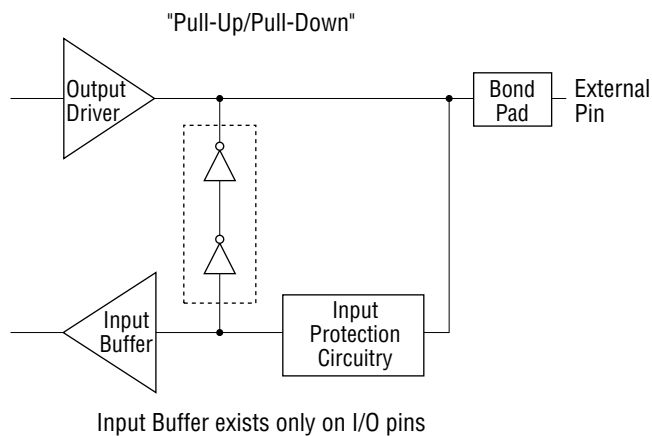 "Pull-Up/Pull-Down"
Output
Driver
Bond
Pad
External
Pin
Input
Buffer
Input
Protection
Circuitry
Input Buffer exists only on I/O pins